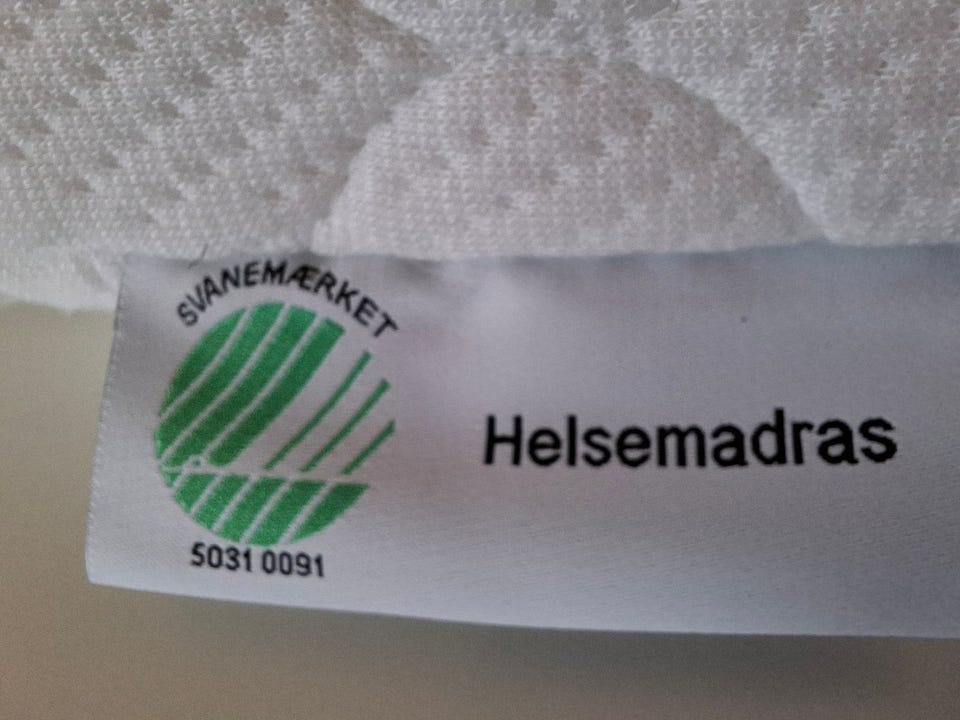 SVANEMÆRKET
5031 0091
Helsemadras